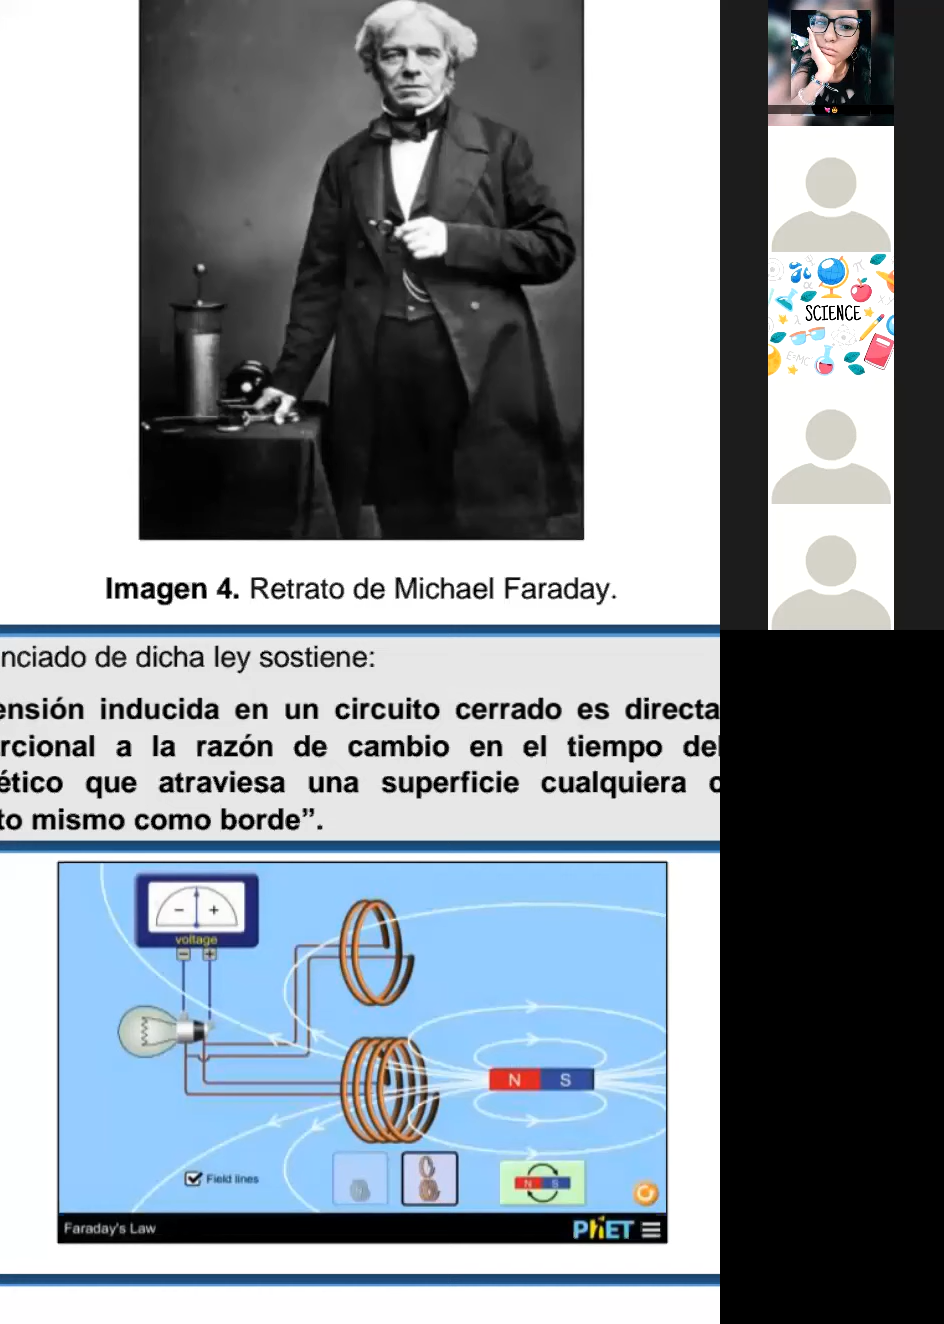 SCIENCE
Imagen 4. Retrato de Michael Faraday.
nciado de dicha ley sostiene:
ensión inducida en un circuito cerrado es directa
rcional a la razón de cambio en el tiempo del
ético que atraviesa una superficie cualquiera c
to mismo como borde”.
- +
voltage
- +
N S
Field lines
N S
Faraday's Law
PhET